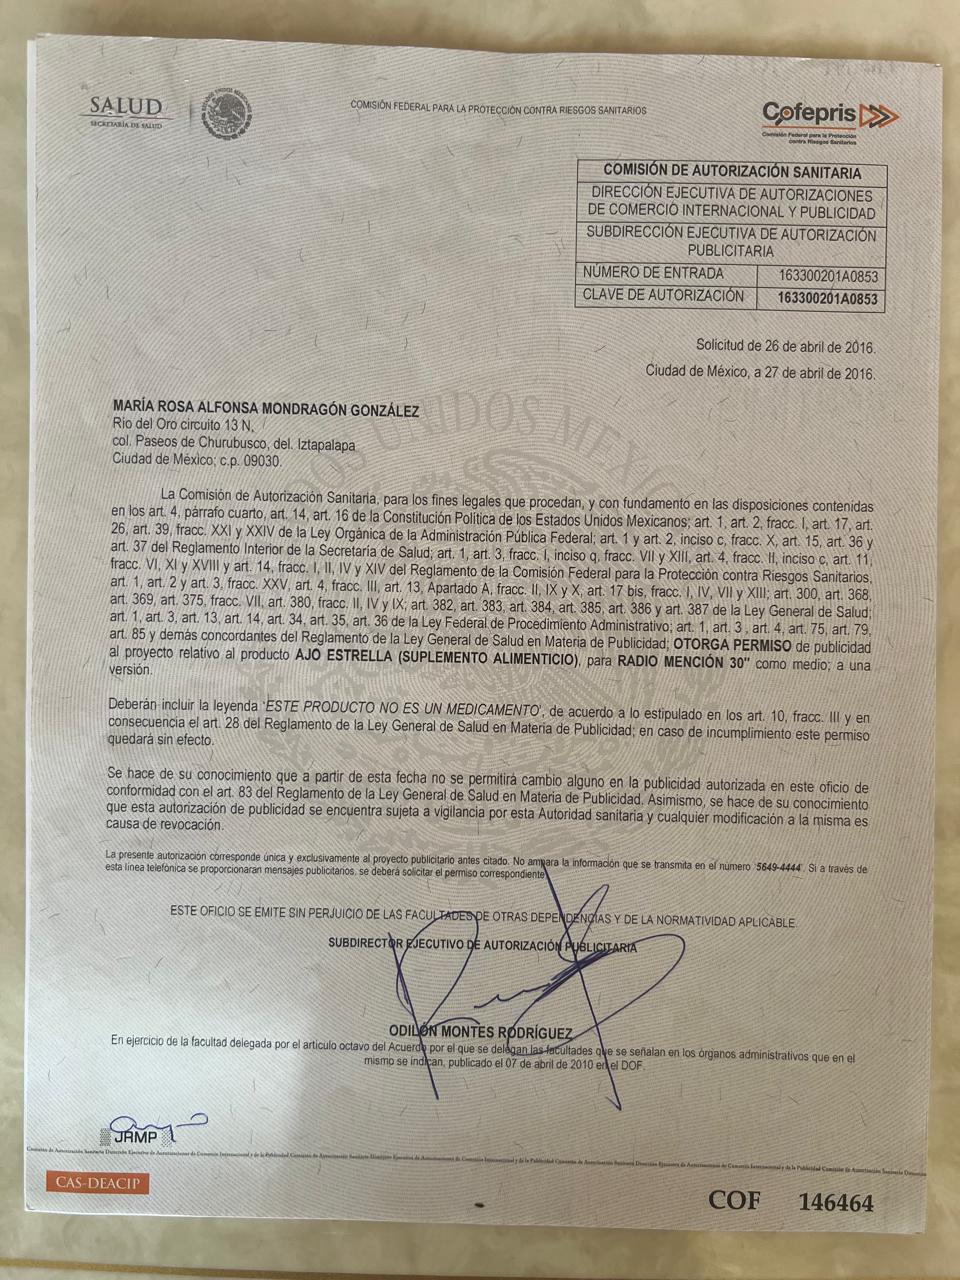 SALUD
SECRETARÍA DE SALUD
ESTADOS UNIDOS MEXICANOS
COMISIÓN FEDERAL PARA LA PROTECCIÓN CONTRA RIESGOS SANITARIOS
Cofepris
Comisión Federal para la Protección
contra Riesgos Sanitarios
COMISIÓN DE AUTORIZACIÓN SANITARIA
DIRECCIÓN EJECUTIVA DE AUTORIZACIONES
DE COMERCIO INTERNACIONAL Y PUBLICIDAD
SUBDIRECCIÓN EJECUTIVA DE AUTORIZACIÓN
PUBLICITARIA
NÚMERO DE ENTRADA 163300201A0853
CLAVE DE AUTORIZACIÓN 163300201A0853
Solicitud de 26 de abril de 2016.
Ciudad de México, a 27 de abril de 2016.
MARÍA ROSA ALFONSA MONDRAGÓN GONZÁLEZ
Río del Oro circuito 13 N,
col. Paseos de Churubusco, del. Iztapalapa
Ciudad de México; c.p. 09030.
La Comisión de Autorización Sanitaria, para los fines legales que procedan, y con fundamento en las disposiciones contenidas
en los art. 4, párrafo cuarto, art. 14, art. 16 de la Constitución Política de los Estados Unidos Mexicanos; art. 1, art. 2, fracc. I, art. 17, art.
26, art. 39, fracc. XXI y XXIV de la Ley Orgánica de la Administración Pública Federal; art. 1 y art. 2, inciso c, fracc. X, art. 15, art. 36 y
art. 37 del Reglamento Interior de la Secretaría de Salud; art. 1, art. 3, fracc. I, inciso q, fracc. VII y XIII, art. 4, fracc. II, inciso c, art. 11,
fracc. VI, XI y XVIII y art. 14, fracc. I, II, IV y XIV del Reglamento de la Comisión Federal para la Protección contra Riesgos Sanitarios,
art. 1, art. 2 y art. 3, fracc. XXV, art. 4, fracc. III, art. 13, Apartado A, fracc. II, IX y X, art. 17 bis, fracc. I, IV, VII y XIII; art. 300, art. 368,
art. 369, art. 375, fracc. VII, art. 380, fracc. II, IV y IX; art. 382, art. 383, art. 384, art. 385, art. 386 y art. 387 de la Ley General de Salud;
art. 1, art. 3, art. 13, art. 14, art. 34, art. 35, art. 36 de la Ley Federal de Procedimiento Administrativo; art. 1, art. 3 , art. 4, art. 75, art. 79,
art. 85 y demás concordantes del Reglamento de la Ley General de Salud en Materia de Publicidad; OTORGA PERMISO de publicidad
al proyecto relativo al producto AJO ESTRELLA (SUPLEMENTO ALIMENTICIO), para RADIO MENCIÓN 30" como medio; a una
versión.
Deberán incluir la leyenda 'ESTE PRODUCTO NO ES UN MEDICAMENTO', de acuerdo a lo estipulado en los art. 10, fracc. III y en
consecuencia el art. 28 del Reglamento de la Ley General de Salud en Materia de Publicidad; en caso de incumplimiento este permiso
quedará sin efecto.
Se hace de su conocimiento que a partir de esta fecha no se permitirá cambio alguno en la publicidad autorizada en este oficio de
conformidad con el art. 83 del Reglamento de la Ley General de Salud en Materia de Publicidad. Asimismo, se hace de su conocimiento
que esta autorización de publicidad se encuentra sujeta a vigilancia por esta Autoridad sanitaria y cualquier modificación a la misma es
causa de revocación.
La presente autorización corresponde única y exclusivamente al proyecto publicitario antes citado. No ampara la información que se transmita en el número '5649-4444'. Si a través de
esta línea telefónica se proporcionaran mensajes publicitarios, se deberá solicitar el permiso correspondiente
ESTE OFICIO SE EMITE SIN PERJUICIO DE LAS FACULTADES DE OTRAS DEPENDENCIAS Y DE LA NORMATIVIDAD APLICABLE.
SUBDIRECTOR EJECUTIVO DE AUTORIZACIÓN PUBLICITARIA
ODILÓN MONTES RODRÍGUEZ
En ejercicio de la facultad delegada por el artículo octavo del Acuerdo por el que se delegan las facultades que se señalan en los órganos administrativos que en el
mismo se indican, publicado el 07 de abril de 2010 en el DOF.
JRMP
CAS-DEACIP
COF 146464